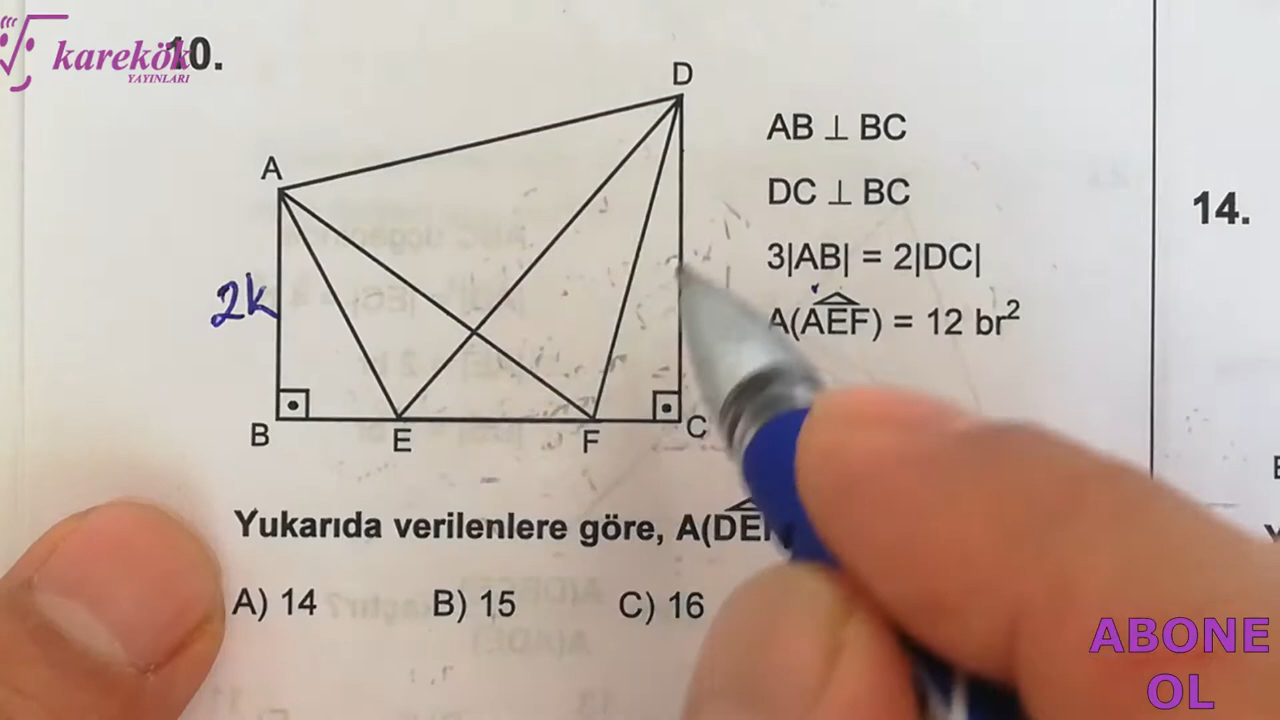 karekök
YAYINLARI
10.
D
A
2k
B
E
F
C
AB ⊥ BC
DC ⊥ BC
3|AB| = 2|DC|
A(AEF) = 12 br²
Yukarıda verilenlere göre, A(DEF
A) 14
B) 15
C) 16
14.
ABONE
OL